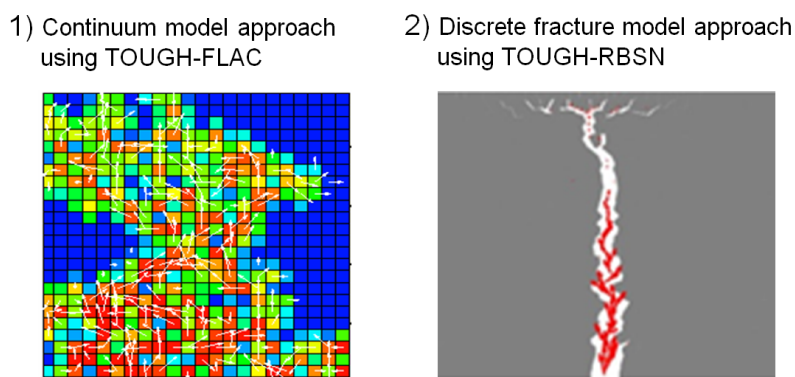 1) Continuum model approach
using TOUGH-FLAC
2) Discrete fracture model approach
using TOUGH-RBSN